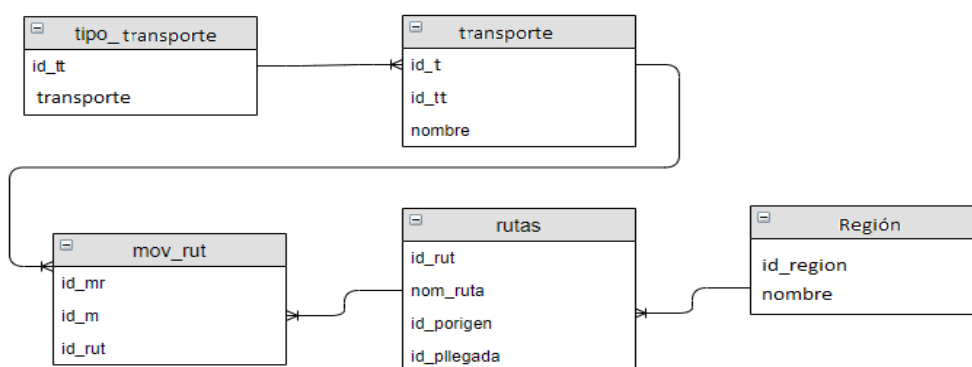 tipo_transporte
id_tt
transporte
transporte
id_t
id_tt
nombre
mov_rut
id_mr
id_m
id_rut
rutas
id_rut
nom_ruta
id_porigen
id_pllegada
Región
id_region
nombre